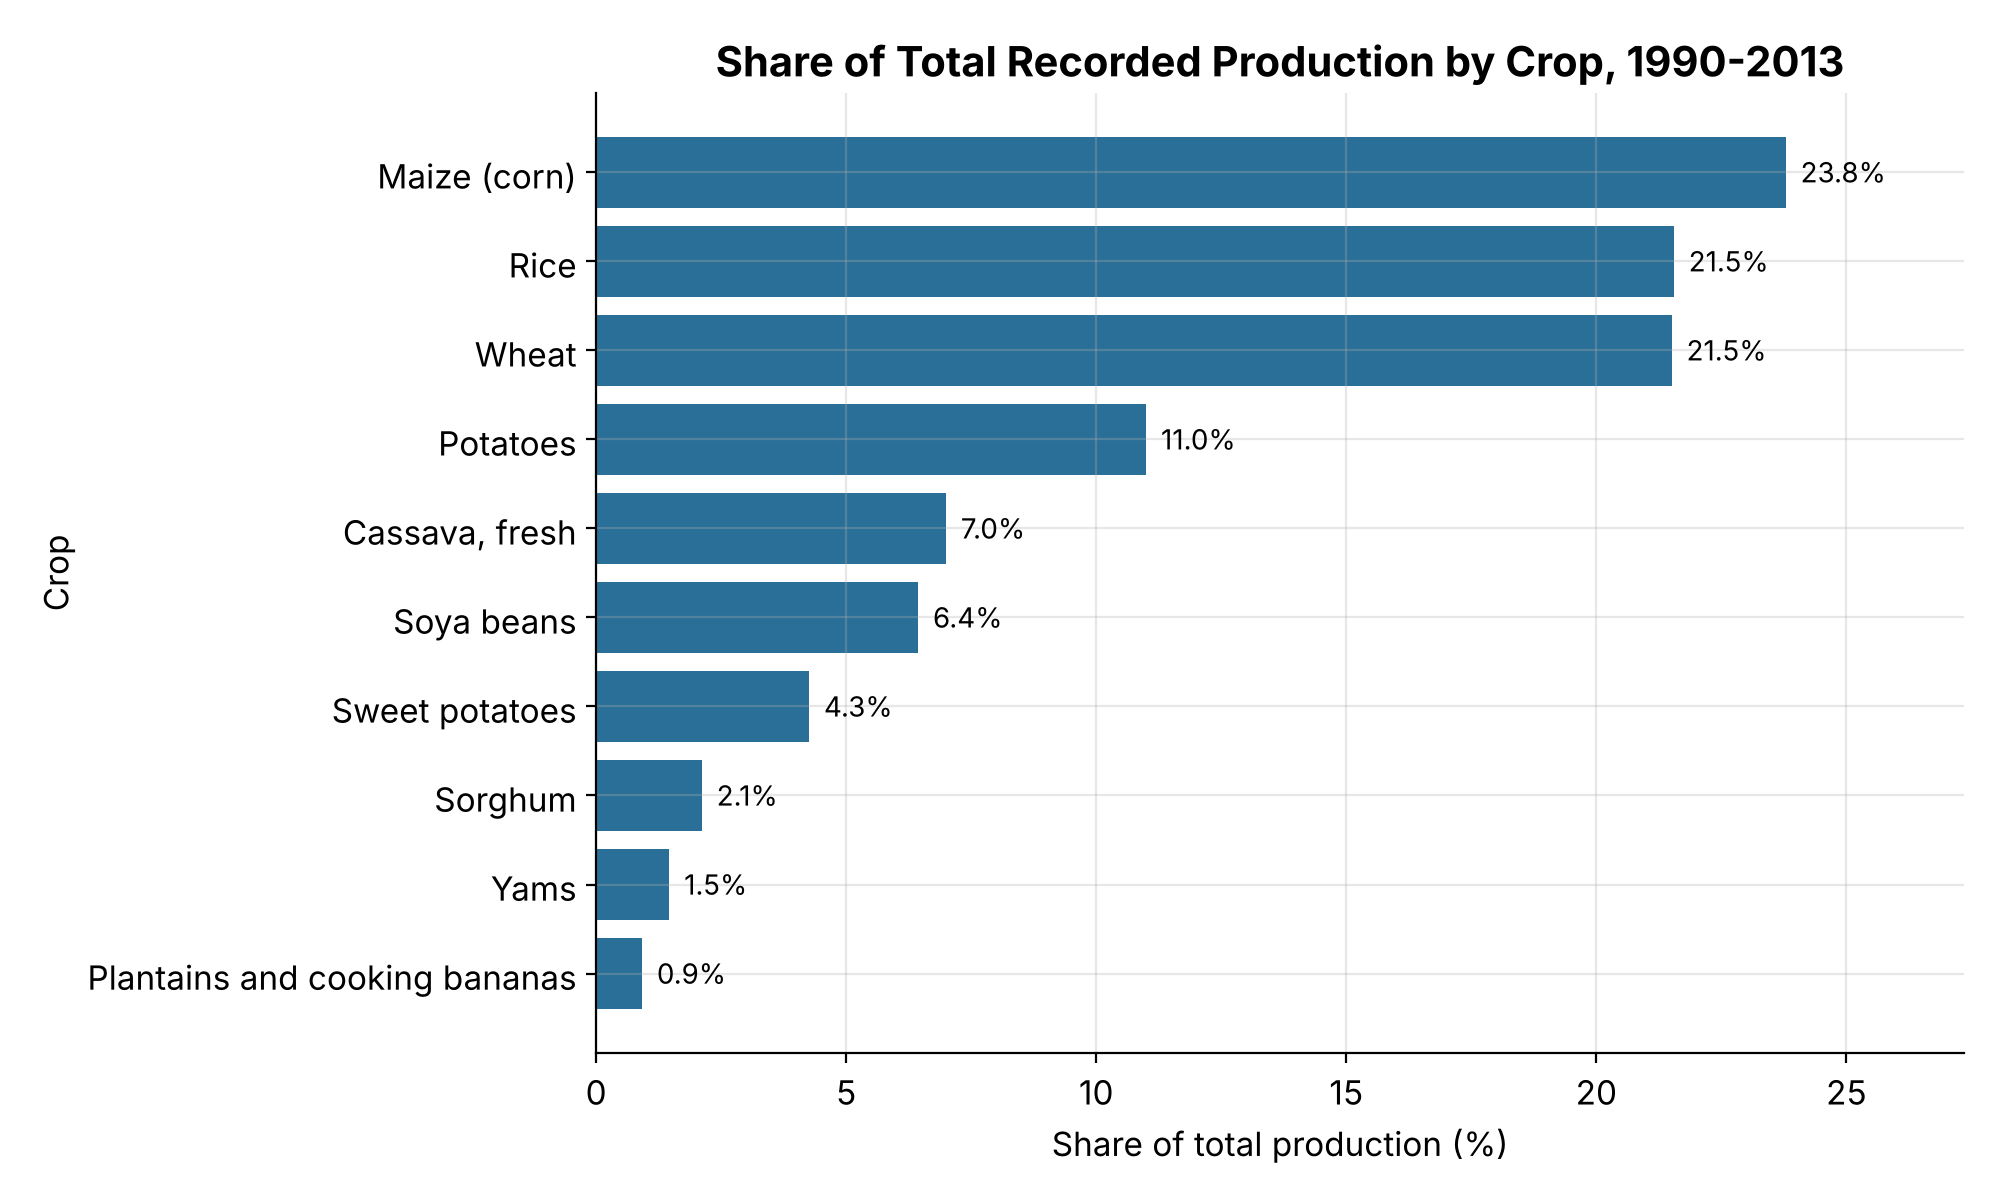 Share of Total Recorded Production by Crop, 1990-2013
Maize (corn) 23.8%
Rice 21.5%
Wheat 21.5%
Potatoes 11.0%
Cassava, fresh 7.0%
Crop
Soya beans 6.4%
Sweet potatoes 4.3%
Sorghum 2.1%
Yams 1.5%
Plantains and cooking bananas 0.9%
0 5 10 15 20 25
Share of total production (%)